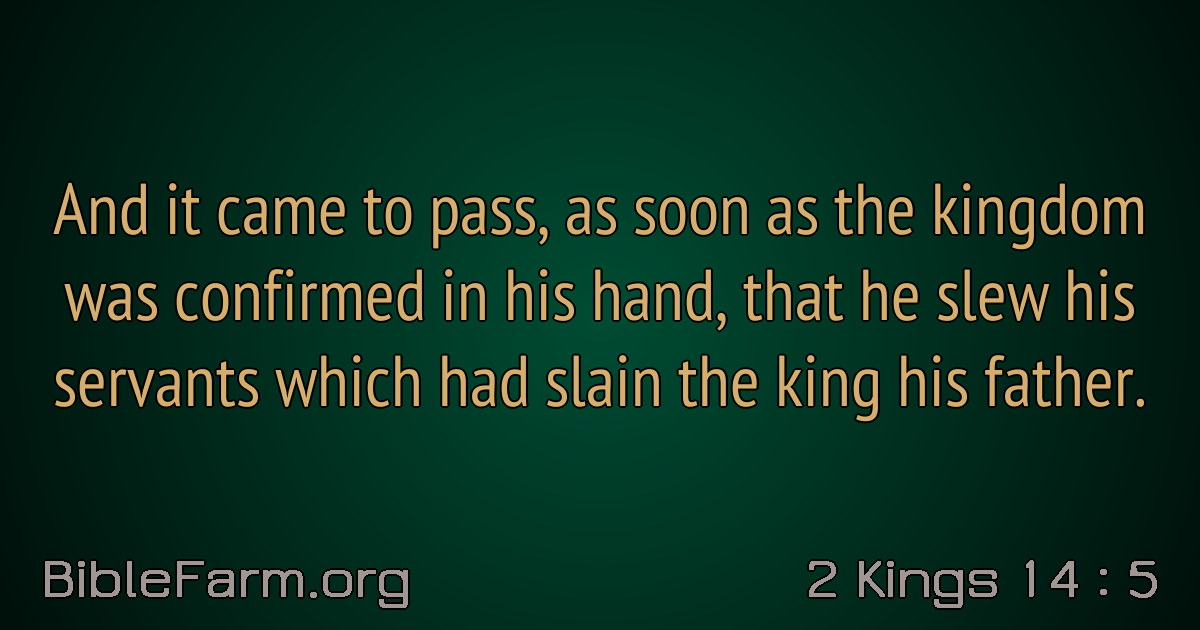 And it came to pass, as soon as the kingdom
was confirmed in his hand, that he slew his
servants which had slain the king his father.
BibleFarm.org
2 Kings 14 : 5